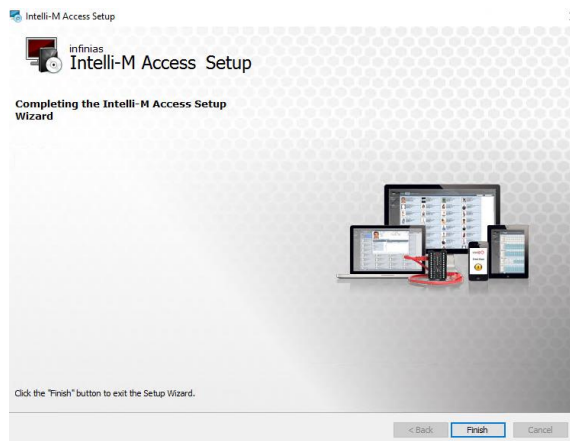 Intelli-M Access Setup
infinias
Intelli-M Access Setup
Completing the Intelli-M Access Setup
Wizard
Click the "Finish" button to exit the Setup Wizard.
< Back
Finish
Cancel